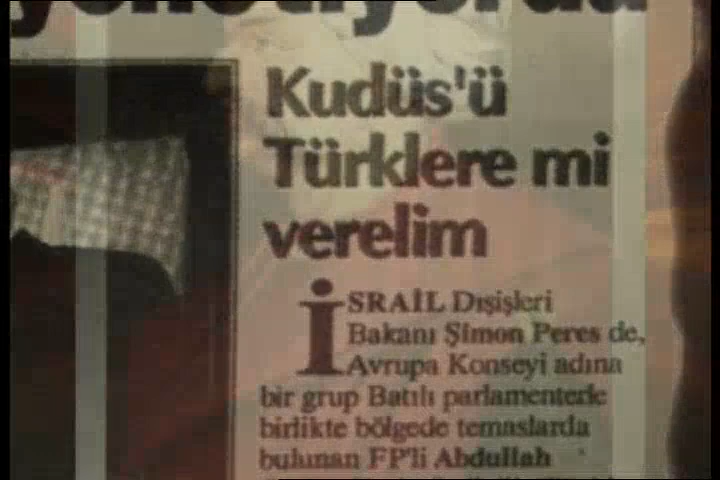 Kudüs'ü
Türklere mi
verelim
İSRAİL Dışişleri
Bakanı Şimon Peres de,
Avrupa Konseyi adına
bir grup Batılı parlamenterle
birlikte bölgede temaslarda
bulunan FP'li Abdullah